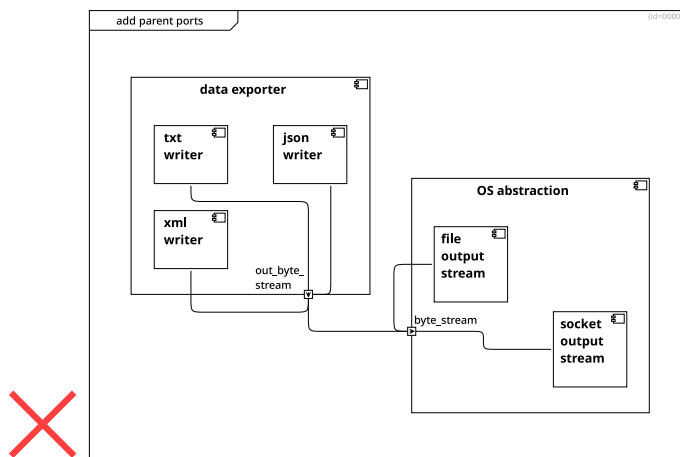 add parent ports
{id=D000
data exporter
txt
writer
json
writer
xml
writer
out_byte_
stream
OS abstraction
file
output
stream
byte_stream
socket
output
stream